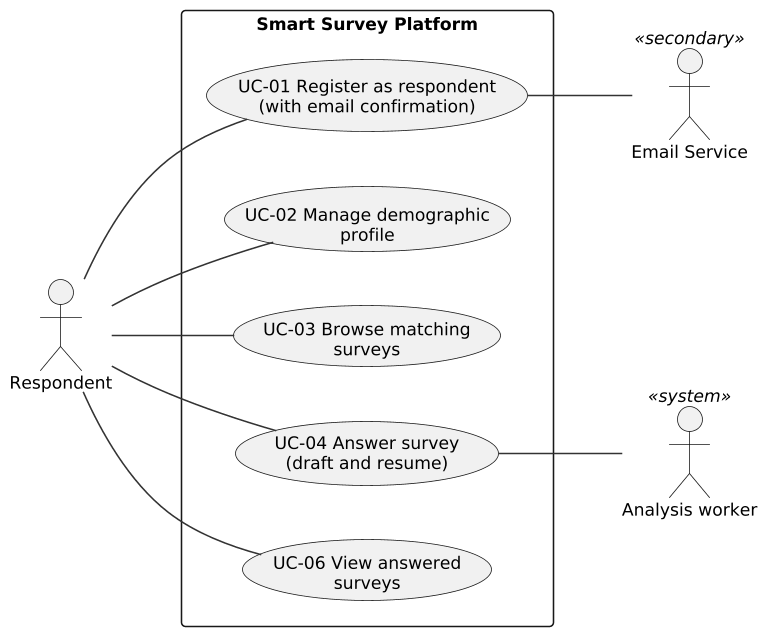 Smart Survey Platform
«secondary»
UC-01 Register as respondent
(with email confirmation)
Email Service
UC-02 Manage demographic
profile
UC-03 Browse matching
surveys
Respondent
«system»
UC-04 Answer survey
(draft and resume)
Analysis worker
UC-06 View answered
surveys